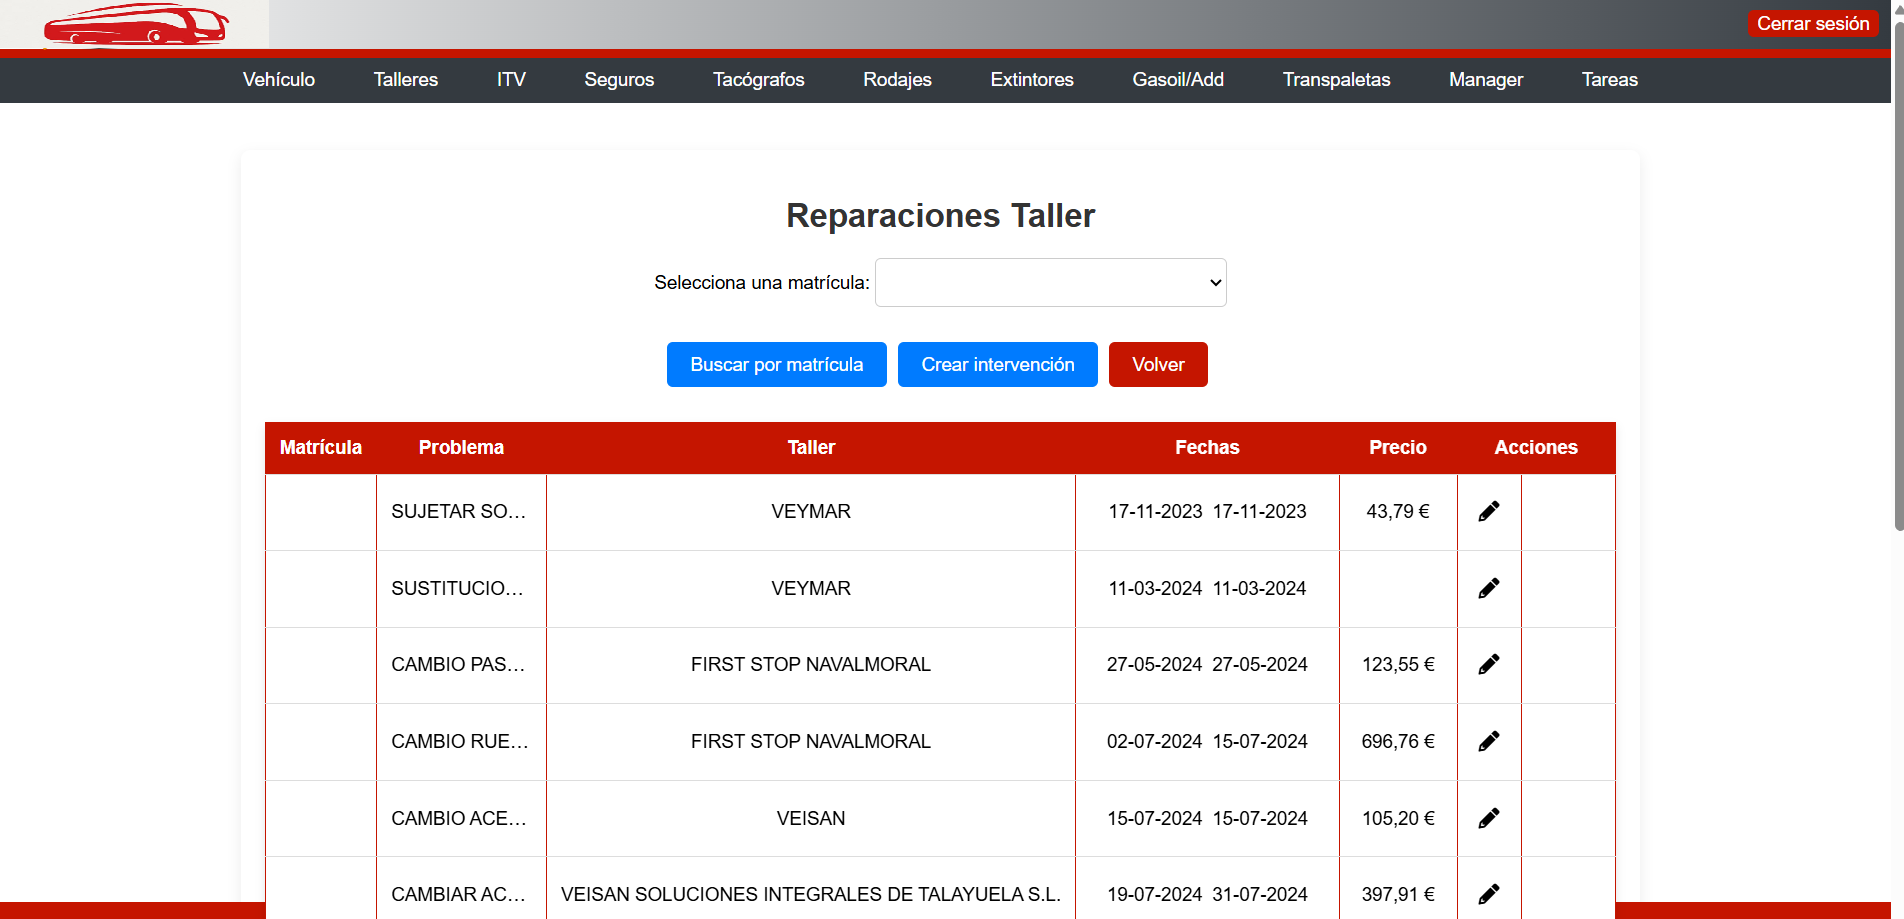 Cerrar sesión
Vehículo Talleres ITV Seguros Tacógrafos Rodajes Extintores Gasoil/Add Transpaletas Manager Tareas
Reparaciones Taller
Selecciona una matrícula:
Buscar por matrícula Crear intervención Volver
Matrícula Problema Taller Fechas Precio Acciones
SUJETAR SO… VEYMAR 17-11-2023 17-11-2023 43,79 €
SUSTITUCIO… VEYMAR 11-03-2024 11-03-2024
CAMBIO PAS… FIRST STOP NAVALMORAL 27-05-2024 27-05-2024 123,55 €
CAMBIO RUE… FIRST STOP NAVALMORAL 02-07-2024 15-07-2024 696,76 €
CAMBIO ACE… VEISAN 15-07-2024 15-07-2024 105,20 €
CAMBIAR AC… VEISAN SOLUCIONES INTEGRALES DE TALAYUELA S.L. 19-07-2024 31-07-2024 397,91 €